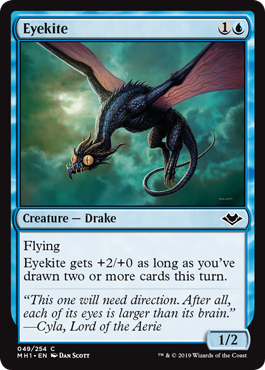 Eyekite 1
Creature — Drake
Flying
Eyekite gets +2/+0 as long as you’ve
drawn two or more cards this turn.
“This one will need direction. After all,
each of its eyes is larger than its brain.”
—Cyla, Lord of the Aerie
1/2
049/254 C
MH1 • EN DAN SCOTT
™ & © 2019 Wizards of the Coast